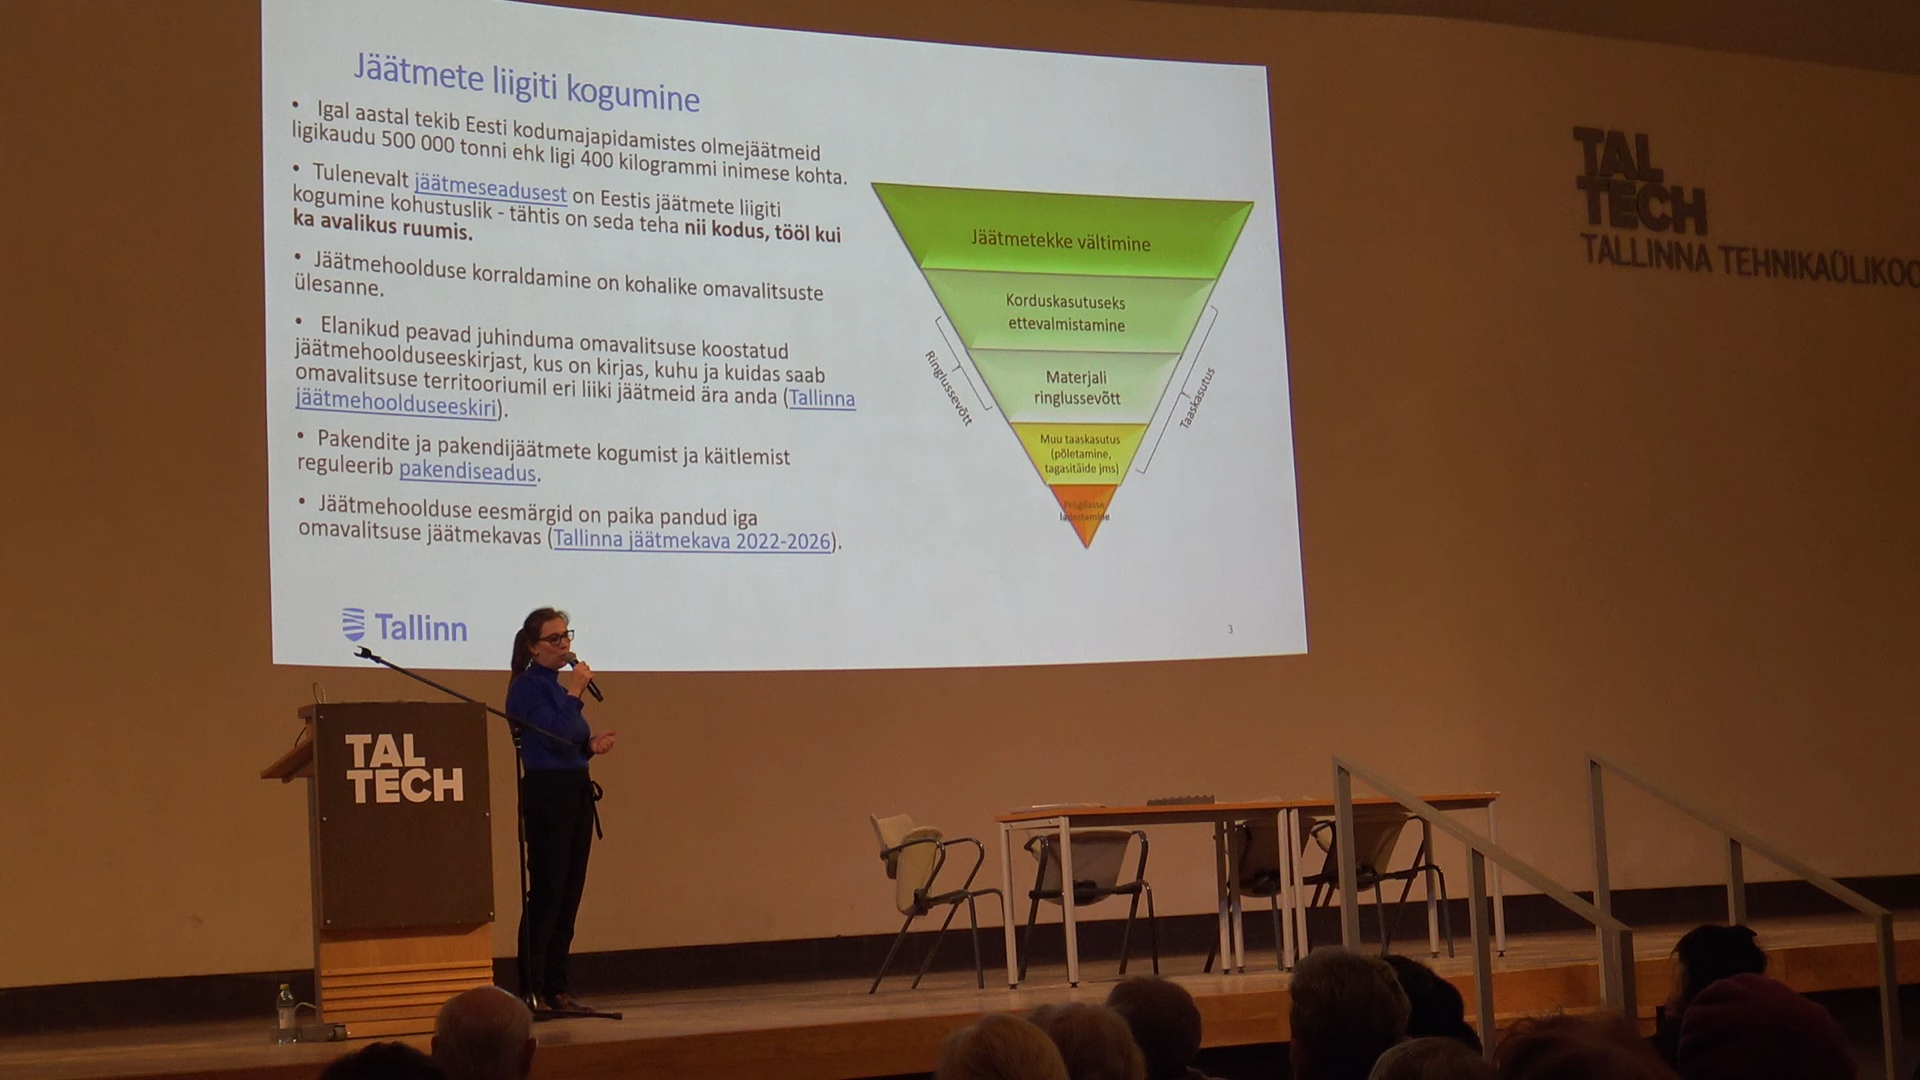 Jäätmete liigiti kogumine
• Igal aastal tekib Eesti kodumajapidamistes olmejäätmeid
ligikaudu 500 000 tonni ehk ligi 400 kilogrammi inimese kohta.
• Tulenevalt jäätmeseadusest on Eestis jäätmete liigiti
kogumine kohustuslik - tähtis on seda teha nii kodus, tööl kui
ka avalikus ruumis.
• Jäätmehoolduse korraldamine on kohalike omavalitsuste
ülesanne.
• Elanikud peavad juhinduma omavalitsuse koostatud
jäätmehoolduseeskirjast, kus on kirjas, kuhu ja kuidas saab
omavalitsuse territooriumil eri liiki jäätmeid ära anda (Tallinna
jäätmehoolduseeskiri).
• Pakendite ja pakendijäätmete kogumist ja käitlemist
reguleerib pakendiseadus.
• Jäätmehoolduse eesmärgid on paika pandud iga
omavalitsuse jäätmekavas (Tallinna jäätmekava 2022-2026).
Jäätmetekke vältimine
Korduskasutuseks
ettevalmistamine
Materjali
ringlussevõtt
Muu taaskasutus
(põletamine,
tagasitäide jms)
Prügilasse
ladestamine
Ringlussevõtt
Taaskasutus
Tallinn
3
TAL
TECH
TALLINNA TEHNIKAÜLIKOO
TAL
TECH